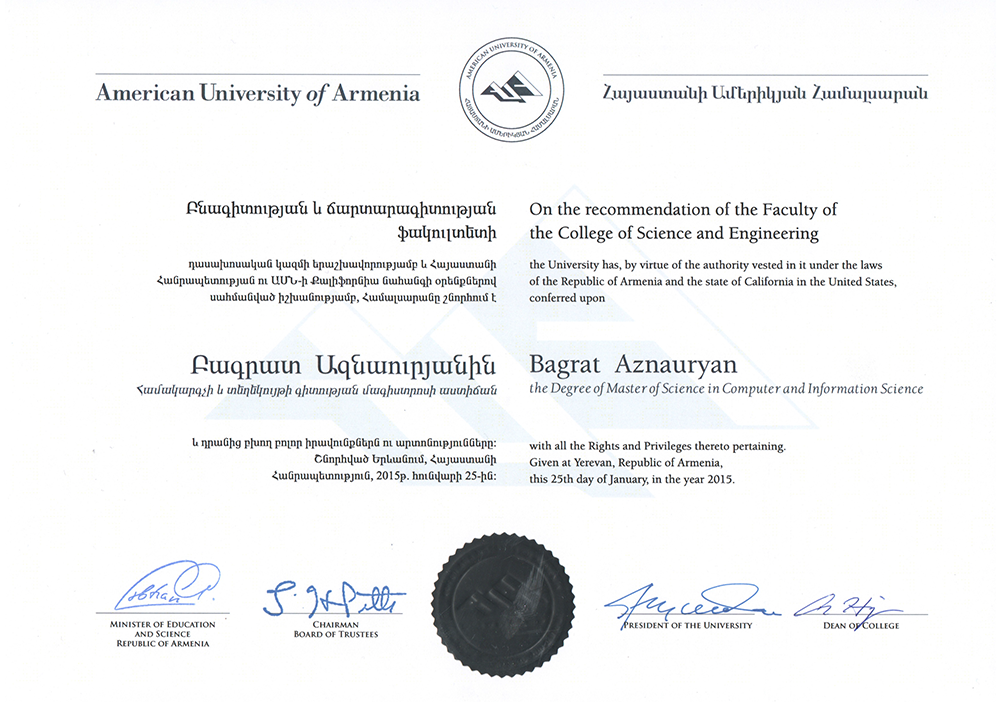 American University of Armenia
AMERICAN UNIVERSITY OF ARMENIA
ՀԱՅԱՍՏԱՆԻ ԱՄԵՐԻԿՅԱՆ ՀԱՄԱԼՍԱՐԱՆ
Հայաստանի Ամերիկյան Համալսարան
Բնագիտության և ճարտարագիտության
ֆակուլտետի
դասախոսական կազմի երաշխավորությամբ և Հայաստանի
Հանրապետության ու ԱՄՆ-ի Քալիֆորնիա նահանգի օրենքներով
սահմանված իշխանությամբ, Համալսարանը շնորհում է
Բագրատ Ազնաուրյանին
Համակարգչի և տեղեկույթի գիտության մագիստրոսի աստիճան
և դրանից բխող բոլոր իրավունքներն ու արտոնությունները:
Շնորհված Երևանում, Հայաստանի
Հանրապետություն, 2015թ. հունվարի 25-ին:
On the recommendation of the Faculty of
the College of Science and Engineering
the University has, by virtue of the authority vested in it under the laws
of the Republic of Armenia and the state of California in the United States,
conferred upon
Bagrat Aznauryan
the Degree of Master of Science in Computer and Information Science
with all the Rights and Privileges thereto pertaining.
Given at Yerevan, Republic of Armenia,
this 25th day of January, in the year 2015.
MINISTER OF EDUCATION
AND SCIENCE
REPUBLIC OF ARMENIA
CHAIRMAN
BOARD OF TRUSTEES
PRESIDENT OF THE UNIVERSITY
DEAN OF COLLEGE